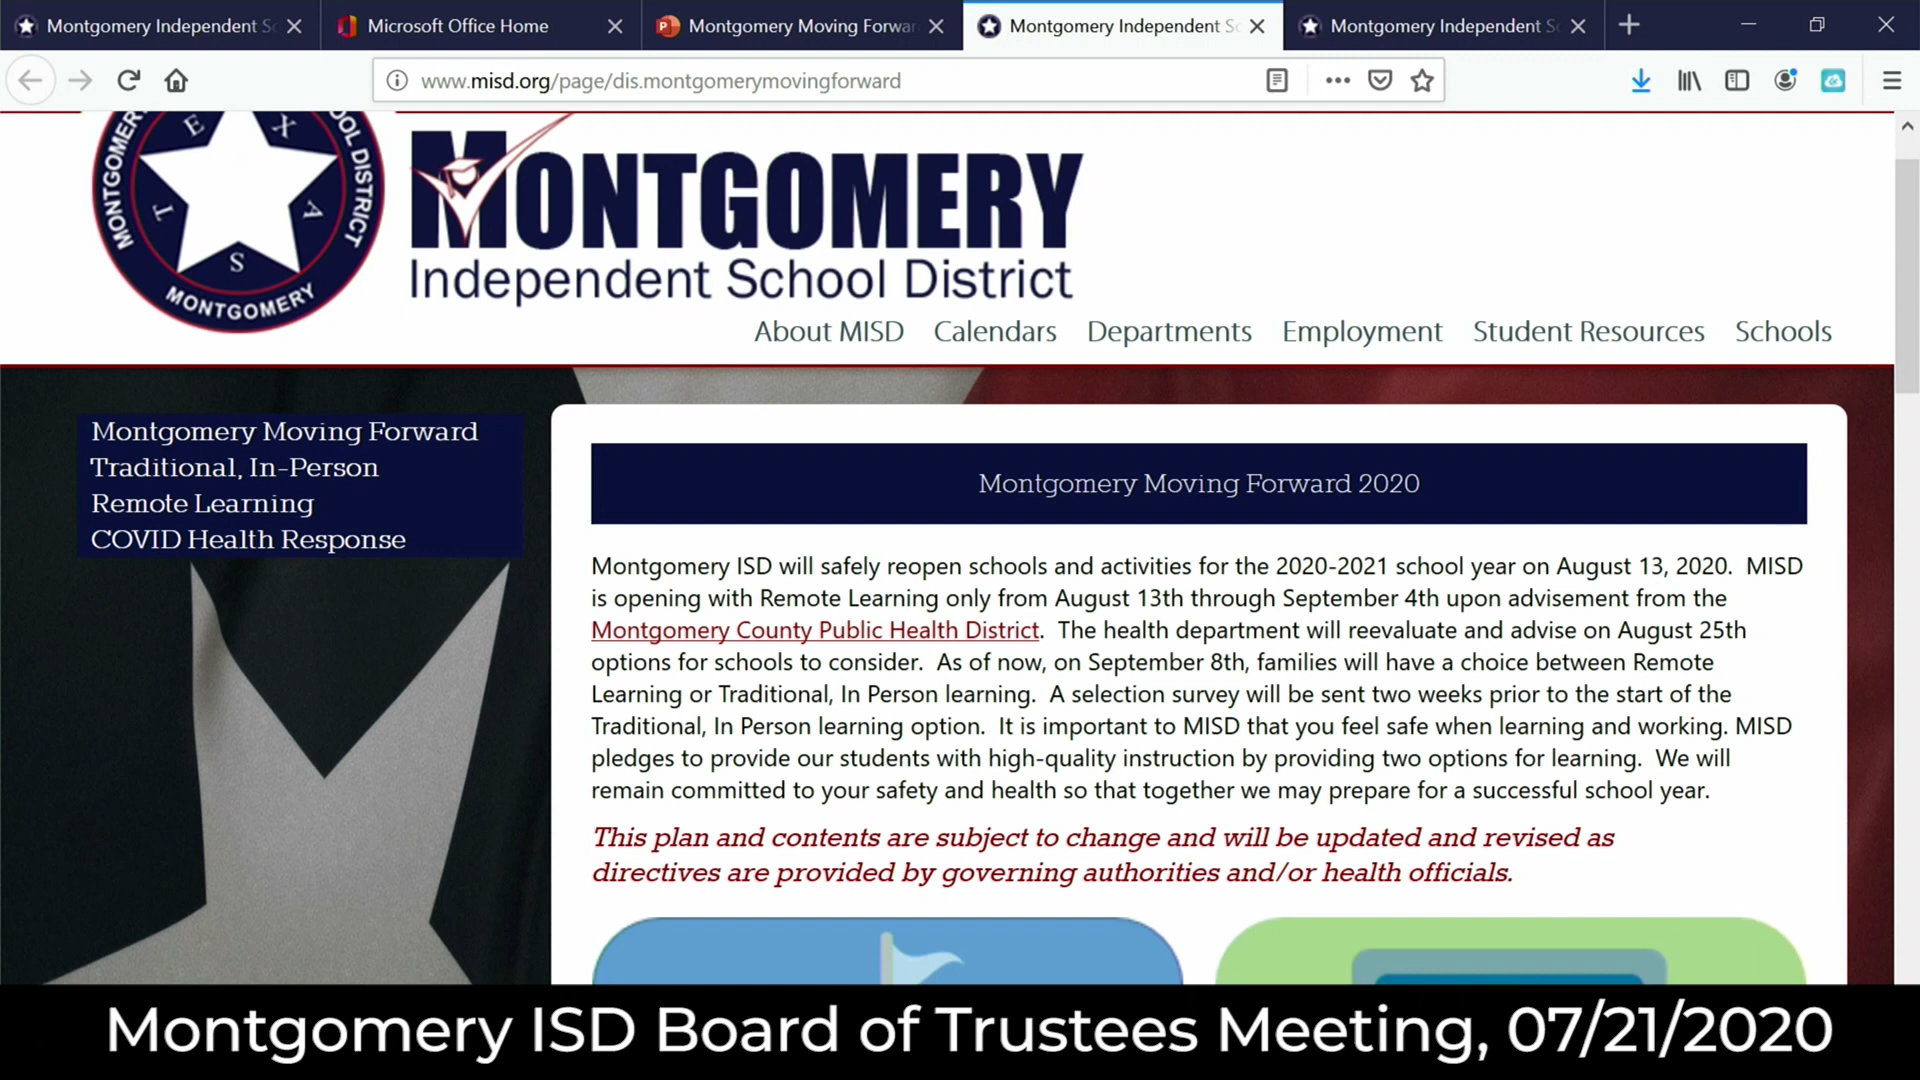 Montgomery Independent Sc
Microsoft Office Home
Montgomery Moving Forwar
Montgomery Independent Sc
Montgomery Independent Sc
www.misd.org/page/dis.montgomerymovingforward
MONTGOMERY
OOL DISTRICT
T E X A S
MONTGOMERY
MONTGOMERY
Independent School District
About MISD Calendars Departments Employment Student Resources Schools
Montgomery Moving Forward
Traditional, In-Person
Remote Learning
COVID Health Response
Montgomery Moving Forward 2020
Montgomery ISD will safely reopen schools and activities for the 2020-2021 school year on August 13, 2020.  MISD
is opening with Remote Learning only from August 13th through September 4th upon advisement from the
Montgomery County Public Health District.  The health department will reevaluate and advise on August 25th
options for schools to consider.  As of now, on September 8th, families will have a choice between Remote
Learning or Traditional, In Person learning.  A selection survey will be sent two weeks prior to the start of the
Traditional, In Person learning option.  It is important to MISD that you feel safe when learning and working. MISD
pledges to provide our students with high-quality instruction by providing two options for learning.  We will
remain committed to your safety and health so that together we may prepare for a successful school year.
This plan and contents are subject to change and will be updated and revised as
directives are provided by governing authorities and/or health officials.
Montgomery ISD Board of Trustees Meeting, 07/21/2020